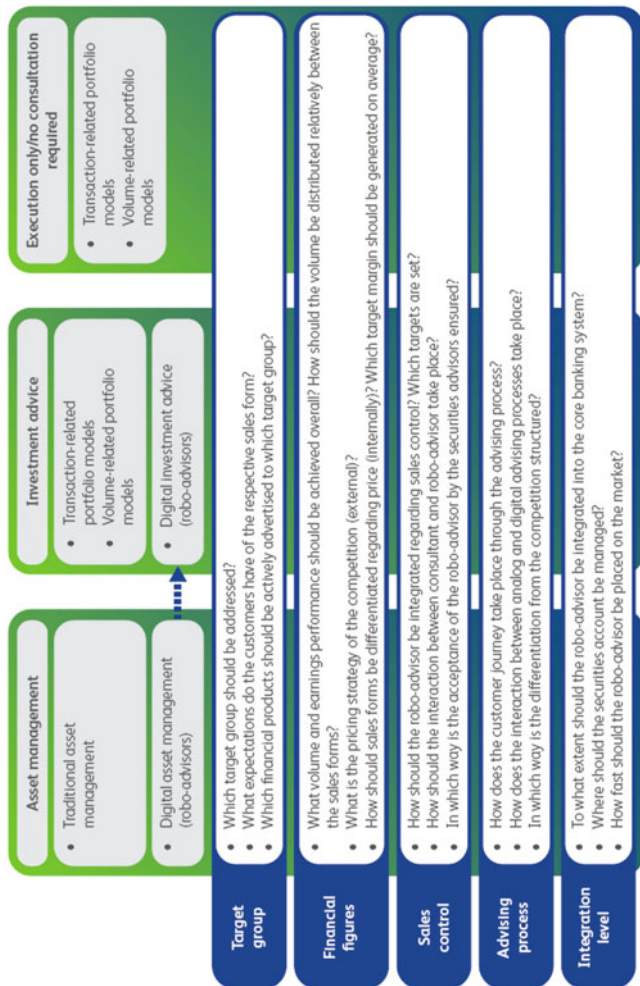 Asset management
• Traditional asset
management
• Digital asset management
(robo-advisors)
Investment advice
• Transaction-related
portfolio models
• Volume-related portfolio
models
• Digital investment advice
(robo-advisors)
Execution only/no consultation
required
• Transaction-related portfolio
models
• Volume-related portfolio
models
Target
group
• Which target group should be addressed?
• What expectations do the customers have of the respective sales form?
• Which financial products should be actively advertised to which target group?
Financial
figures
• What volume and earnings performance should be achieved overall? How should the volume be distributed relatively between
the sales forms?
• What is the pricing strategy of the competition (external)?
• How should sales forms be differentiated regarding price (internally)? Which target margin should be generated on average?
Sales
control
• How should the robo-advisor be integrated regarding sales control? Which targets are set?
• How should the interaction between consultant and robo-advisor take place?
• In which way is the acceptance of the robo-advisor by the securities advisors ensured?
Advising
process
• How does the customer journey take place through the advising process?
• How does the interaction between analog and digital advising processes take place?
• In which way is the differentiation from the competition structured?
Integration
level
• To what extent should the robo-advisor be integrated into the core banking system?
• Where should the securities account be managed?
• How fast should the robo-advisor be placed on the market?